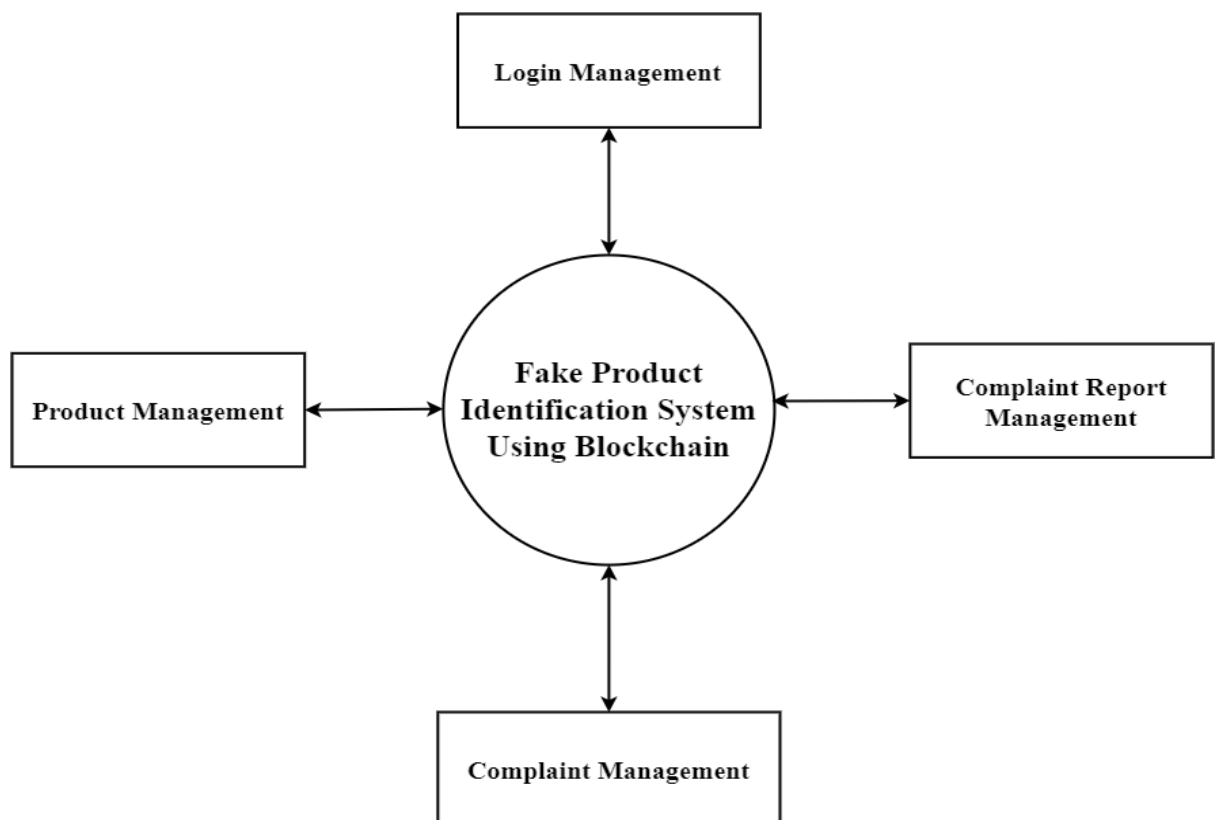 Login Management
Fake Product
Identification System
Using Blockchain
Product Management
Complaint Report
Management
Complaint Management